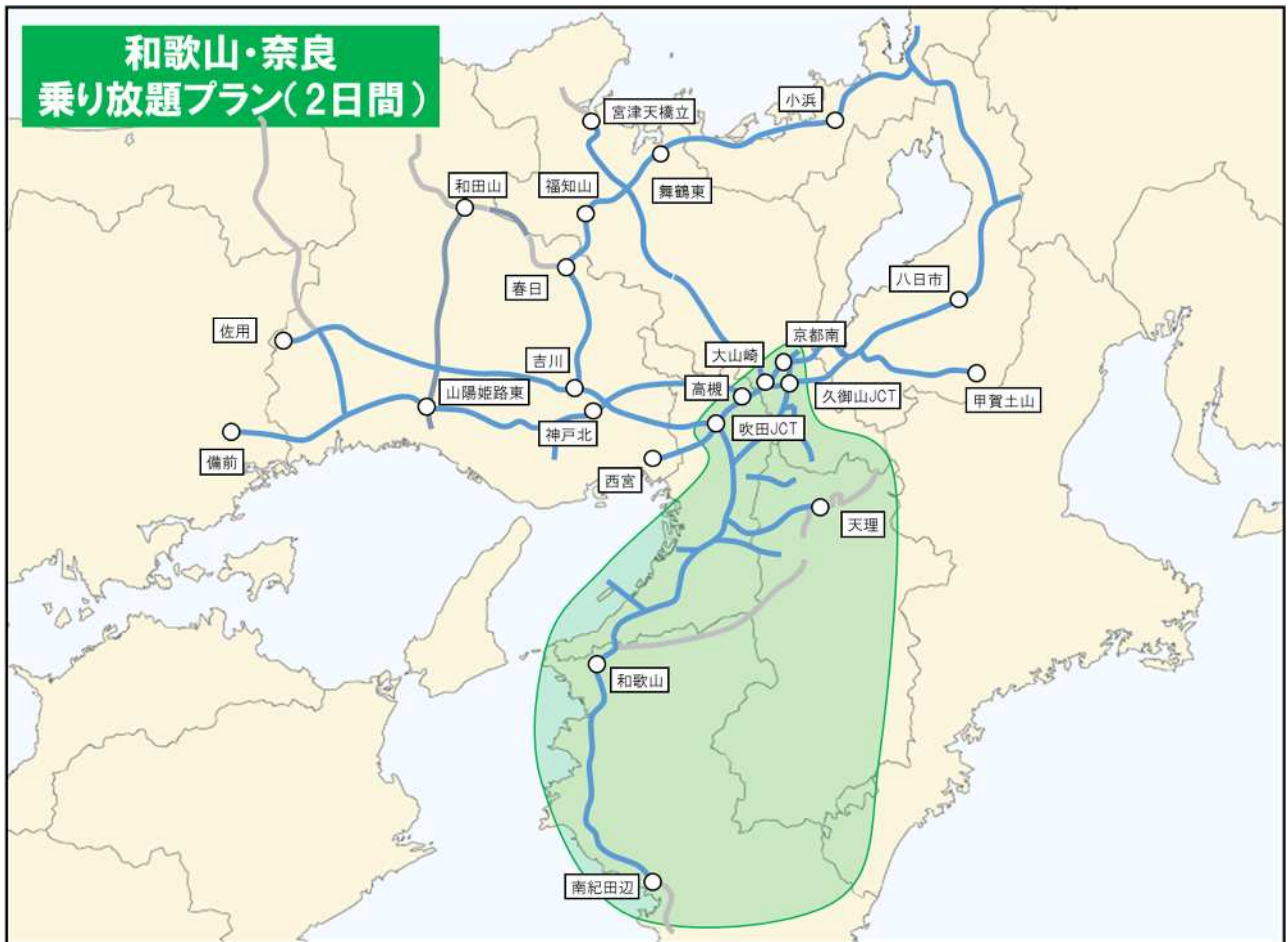 和歌山・奈良
乗り放題プラン(2日間)
宮津天橋立
小浜
和田山
福知山
舞鶴東
春日
八日市
佐用
京都南
大山崎
吉川
高槻
久御山JCT
甲賀土山
山陽姫路東
神戸北
吹田JCT
備前
西宮
天理
和歌山
南紀田辺